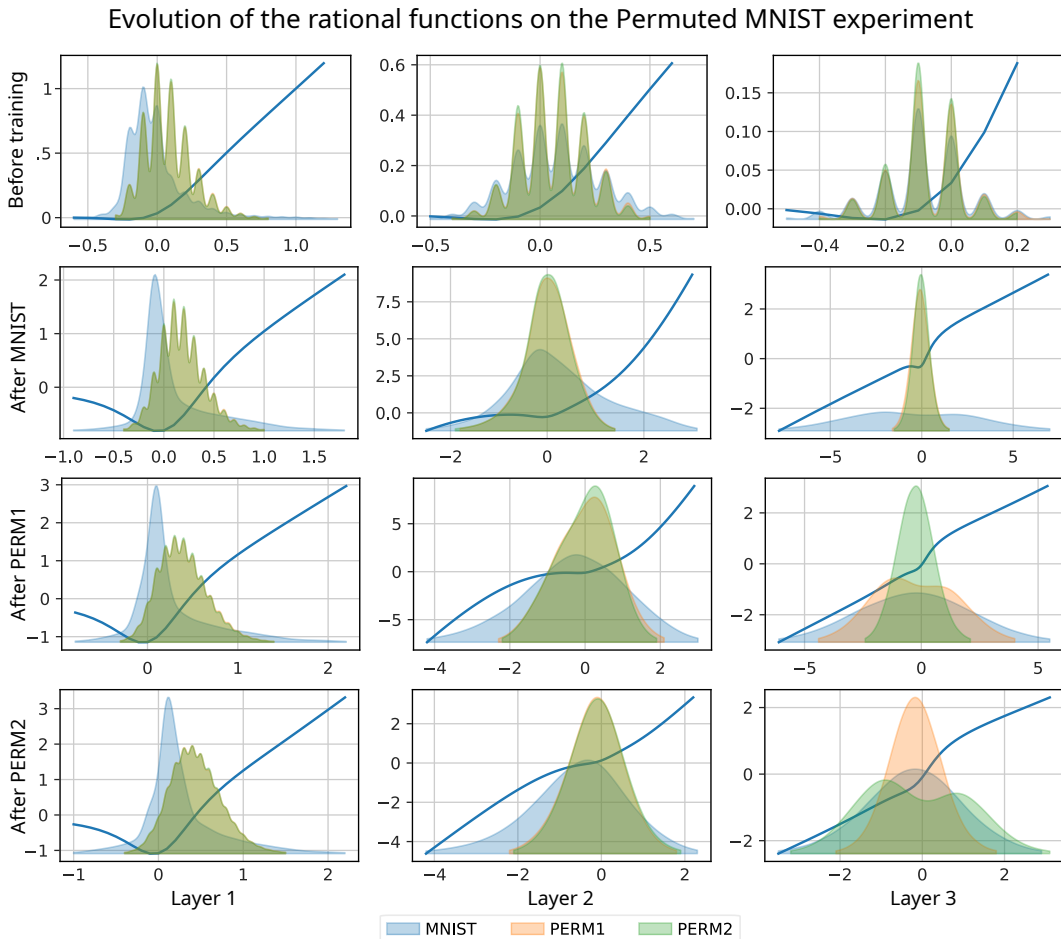 Evolution of the rational functions on the Permuted MNIST experiment
Before training
1
.5
0
−0.5 0.0 0.5 1.0
0.6
0.4
0.2
0.0
−0.5 0.0 0.5
0.15
0.10
0.05
0.00
−0.4 −0.2 0.0 0.2
After MNIST
2
1
0
−1.0 −0.5 0.0 0.5 1.0 1.5
7.5
5.0
2.5
0.0
−2 0 2
2
0
−2
−5 0 5
After PERM1
3
2
1
0
−1
0 1 2
5
0
−5
−4 −2 0 2
2
0
−2
−5 0 5
After PERM2
3
2
1
0
−1
−1 0 1 2
2
0
−2
−4
−4 −2 0 2
2
0
−2
−2 0 2
Layer 1 Layer 2 Layer 3
MNIST PERM1 PERM2